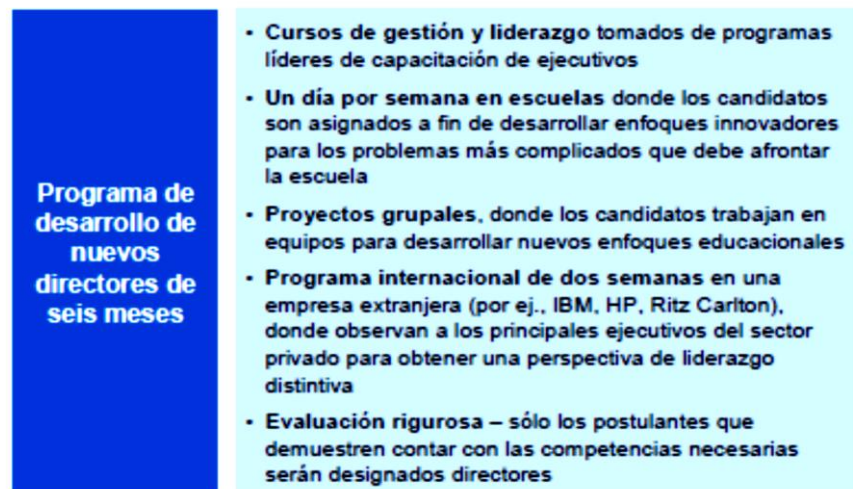 Programa de
desarrollo de
nuevos
directores de
seis meses
• Cursos de gestión y liderazgo tomados de programas
líderes de capacitación de ejecutivos
• Un día por semana en escuelas donde los candidatos
son asignados a fin de desarrollar enfoques innovadores
para los problemas más complicados que debe afrontar
la escuela
• Proyectos grupales, donde los candidatos trabajan en
equipos para desarrollar nuevos enfoques educacionales
• Programa internacional de dos semanas en una
empresa extranjera (por ej., IBM, HP, Ritz Carlton),
donde observan a los principales ejecutivos del sector
privado para obtener una perspectiva de liderazgo
distintiva
• Evaluación rigurosa – sólo los postulantes que
demuestren contar con las competencias necesarias
serán designados directores